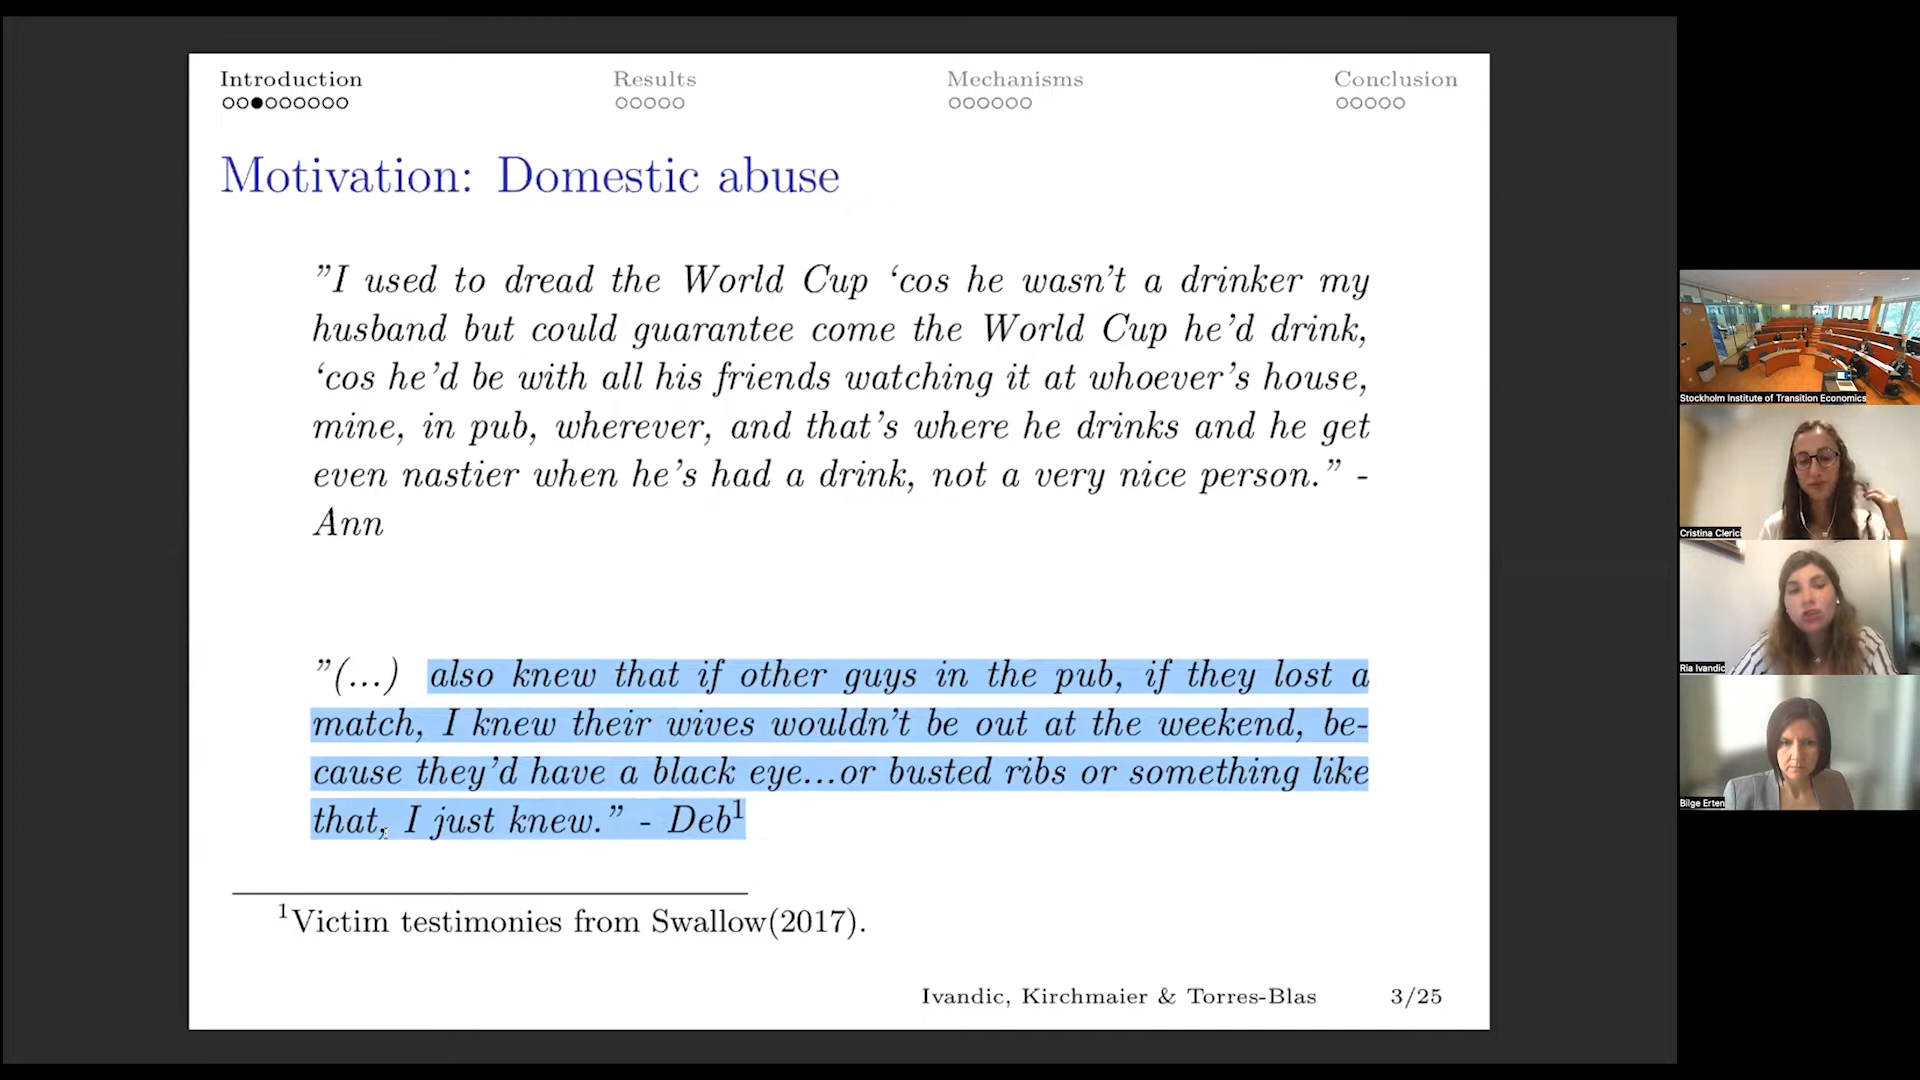 Introduction
Results
Mechanisms
Conclusion
Motivation: Domestic abuse
”I used to dread the World Cup ‘cos he wasn’t a drinker my
husband but could guarantee come the World Cup he’d drink,
‘cos he’d be with all his friends watching it at whoever’s house,
mine, in pub, wherever, and that’s where he drinks and he get
even nastier when he’s had a drink, not a very nice person.” -
Ann
”(...) also knew that if other guys in the pub, if they lost a
match, I knew their wives wouldn’t be out at the weekend, be-
cause they’d have a black eye...or busted ribs or something like
that, I just knew.” - Deb¹
¹Victim testimonies from Swallow(2017).
Ivandic, Kirchmaier & Torres-Blas 3/25
Stockholm Institute of Transition Economics
Cristina Clerici
Ria Ivandic
Bilge Erten